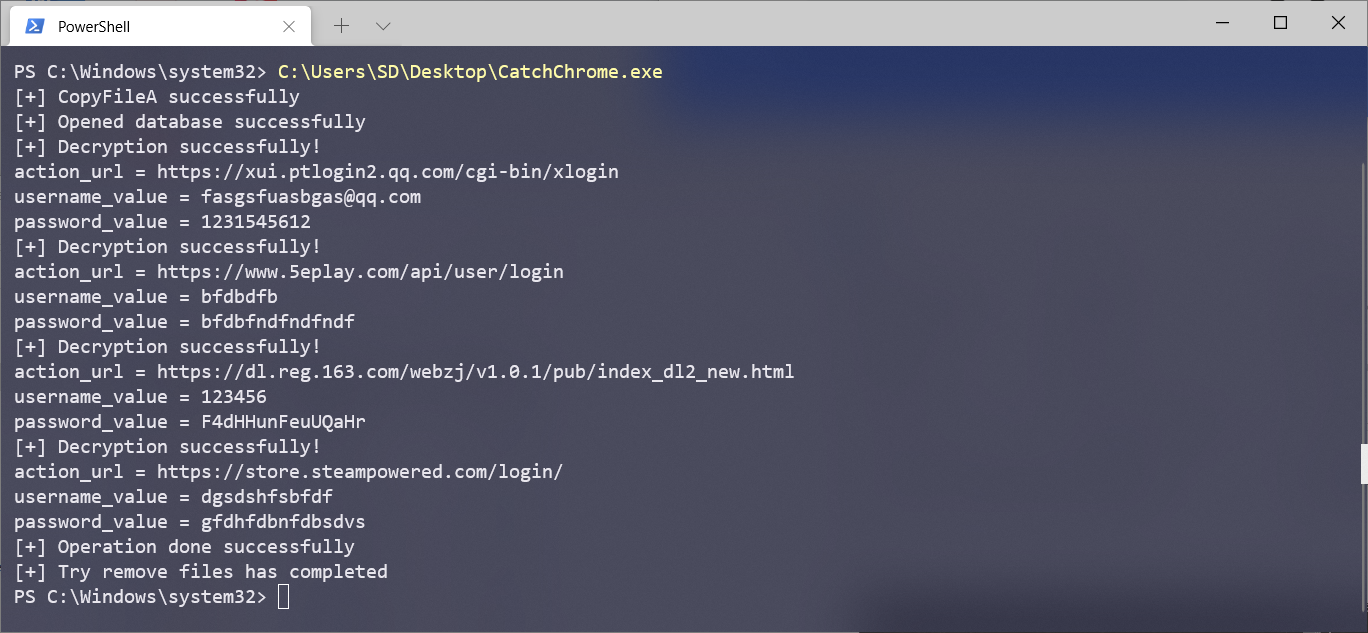 PowerShell
PS C:\Windows\system32> C:\Users\SD\Desktop\CatchChrome.exe
[+] CopyFileA successfully
[+] Opened database successfully
[+] Decryption successfully!
action_url = https://xui.ptlogin2.qq.com/cgi-bin/xlogin
username_value = fasgsfuasbgas@qq.com
password_value = 1231545612
[+] Decryption successfully!
action_url = https://www.5eplay.com/api/user/login
username_value = bfdbdfb
password_value = bfdbfndfndfndf
[+] Decryption successfully!
action_url = https://dl.reg.163.com/webzj/v1.0.1/pub/index_dl2_new.html
username_value = 123456
password_value = F4dHHunFeuUQaHr
[+] Decryption successfully!
action_url = https://store.steampowered.com/login/
username_value = dgsdshfsbfdf
password_value = gfdhfdbnfdbsdvs
[+] Operation done successfully
[+] Try remove files has completed
PS C:\Windows\system32>